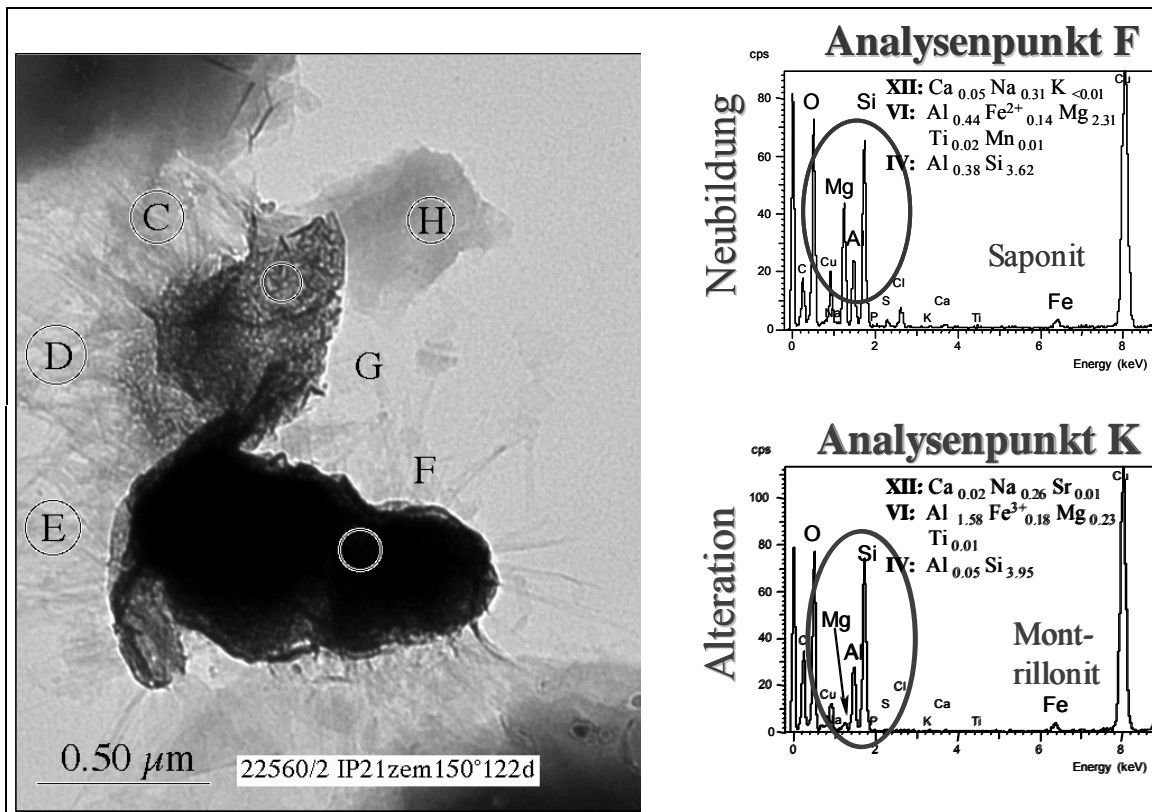 C
H
D
G
F
E
0.50 µm
22560/2 IP21zem150°122d
Neubildung
Analysenpunkt F
cps
80
60
40
20
0
XII: Ca 0.05 Na 0.31 K <0.01
VI: Al 0.44 Fe2+ 0.14 Mg 2.31
Ti 0.02 Mn 0.01
IV: Al 0.38 Si 3.62
O
Si
Mg
A
Cu
C
Cu
Na
P
S
Cl
K
Ca
Ti
Fe
Saponit
0 2 4 6 8
Energy (keV)
Alteration
Analysenpunkt K
cps
100
80
60
40
20
0
XII: Ca 0.02 Na 0.26 Sr 0.01
VI: Al 1.58 Fe3+ 0.18 Mg 0.23
Ti 0.01
IV: Al 0.05 Si 3.95
O
Si
Mg
A
Cu
C
Cu
Na
P
S
Cl
K
Ca
Ti
Fe
Mont-
rillonit
0 2 4 6 8
Energy (keV)